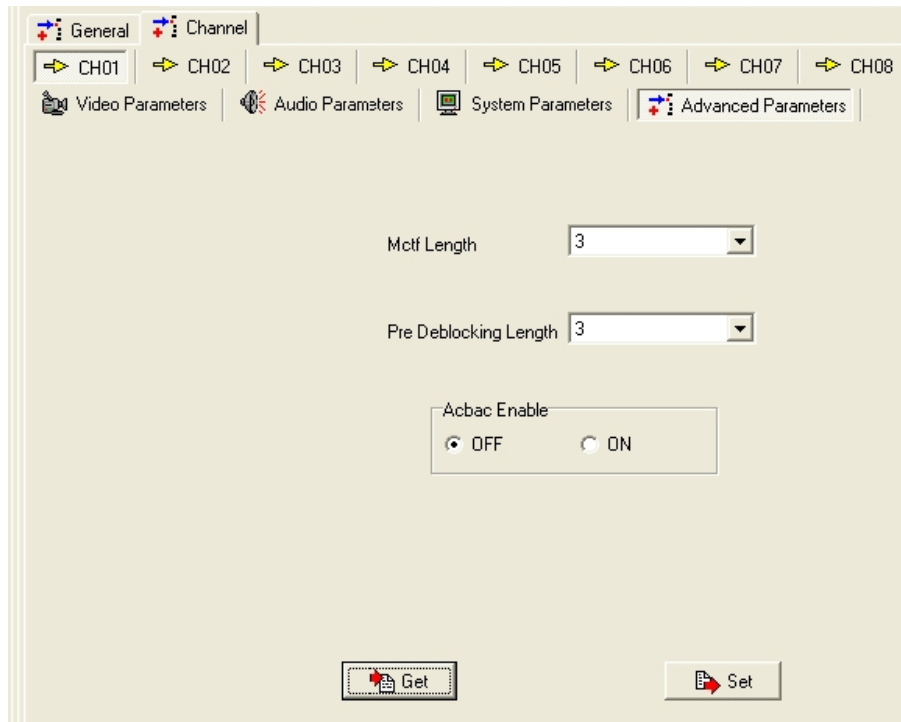 General Channel
CH01 CH02 CH03 CH04 CH05 CH06 CH07 CH08
Video Parameters Audio Parameters System Parameters Advanced Parameters
Mctf Length 3
Pre Deblocking Length 3
Acbac Enable
OFF ON
Get Set